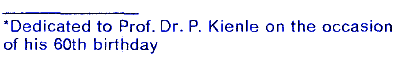 *Dedicated to Prof. Dr. P. Kienle on the occasion
of his 60th birthday